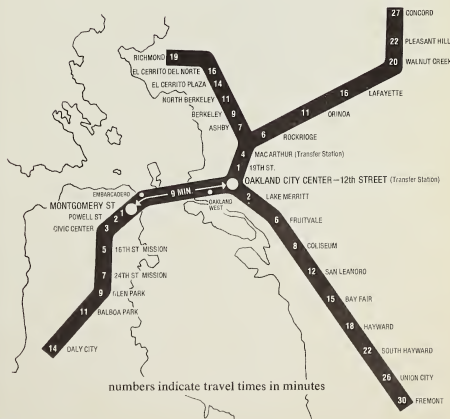 27 CONCORD
22 PLEASANT HILL
20 WALNUT CREEK
16 LAFAYETTE
11 ORINDA
6 ROCKRIDGE
RICHMOND 19
EL CERRITO DEL NORTE 16
EL CERRITO PLAZA 14
NORTH BERKELEY 11
BERKELEY 9
ASHBY 7
4 MAC ARTHUR (Transfer Station)
1 19TH ST.
OAKLAND CITY CENTER—12th STREET (Transfer Station)
9 MIN.
OAKLAND WEST
EMBARCADERO
MONTGOMERY ST 1
POWELL ST 2
CIVIC CENTER 3
5 16TH ST MISSION
7 24TH ST MISSION
9 GLEN PARK
11 BALBOA PARK
14 DALY CITY
2 LAKE MERRITT
6 FRUITVALE
8 COLISEUM
12 SAN LEANDRO
15 BAY FAIR
18 HAYWARD
22 SOUTH HAYWARD
26 UNION CITY
30 FREMONT
numbers indicate travel times in minutes